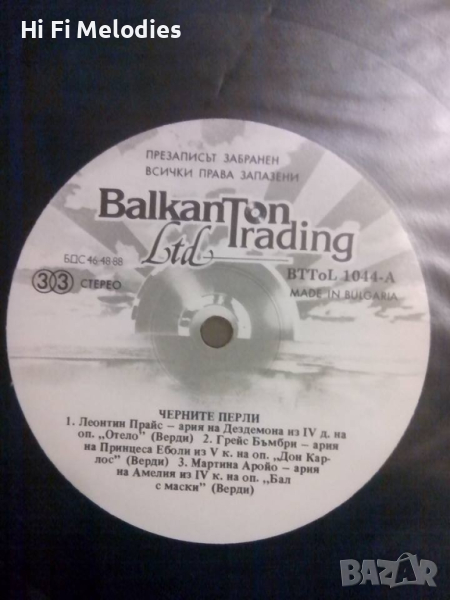 Hi Fi Melodies
ПРЕЗАПИСЪТ ЗАБРАНЕН
ВСИЧКИ ПРАВА ЗАПАЗЕНИ
BalkanTon
Ltd Trading
БДС 46-48-88
BTToL 1044-A
33 СТЕРЕО
MADE IN BULGARIA
ЧЕРНИТЕ ПЕРЛИ
1. Леонтин Прайс – ария на Дездемона из IV д. на
оп. „Отело” (Верди) 2. Грейс Бъмбри – ария
на Принцеса Еболи из V к. на оп. „Дон Кар-
лос” (Верди) 3. Мартина Аройо – ария
на Амелия из IV к. на оп. „Бал
с маски” (Верди)
BAZAR